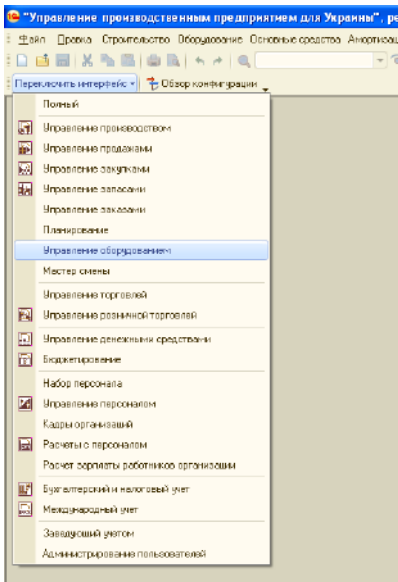 "Управление производственным предприятием для Украины", ре
Файл Правка Строительство Оборудование Основные средства Амортизац
Переключить интерфейс Обзор конфигурации
Полный
Управление производством
Управление продажами
Управление закупками
Управление запасами
Управление заказами
Планирование
Управление оборудованием
Мастер смены
Управление торговлей
Управление розничной торговлей
Управление денежными средствами
Бюджетирование
Набор персонала
Управление персоналом
Кадры организаций
Расчеты с персоналом
Расчет зарплаты работников организации
Бухгалтерский и налоговый учет
Международный учет
Заведующий учетом
Администрирование пользователей